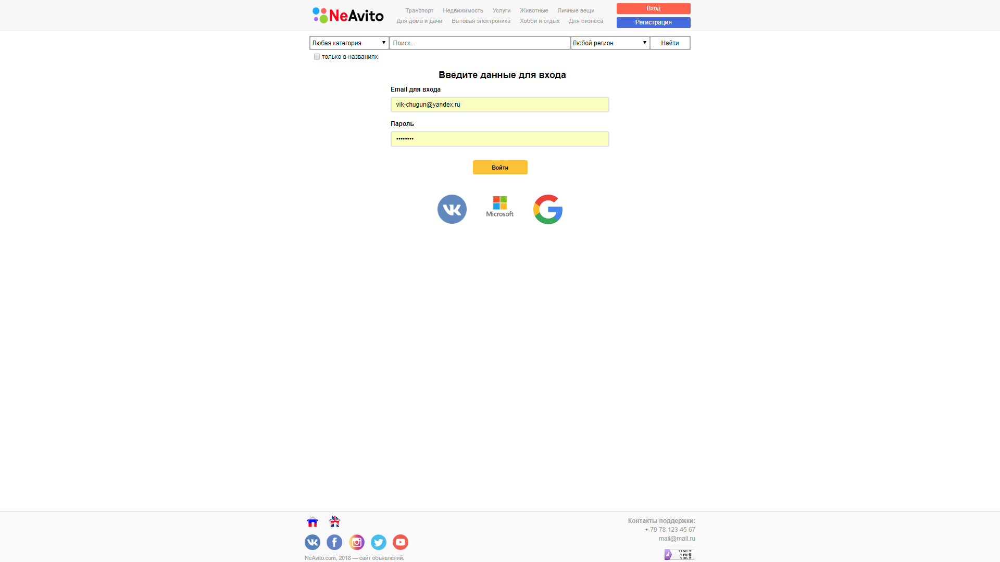 NeAvito
Транспорт Недвижимость Услуги Животные Личные вещи
Для дома и дачи Бытовая электроника Хобби и отдых Для бизнеса
Вход
Регистрация
Любая категория Поиск... Любой регион Найти
только в названиях
Введите данные для входа
Email для входа
vik-chugun@yandex.ru
Пароль
••••••••
Войти
Microsoft
Контакты поддержки:
+ 79 78 123 45 67
mail@mail.ru
NeAvito.com, 2018 — сайт объявлений.